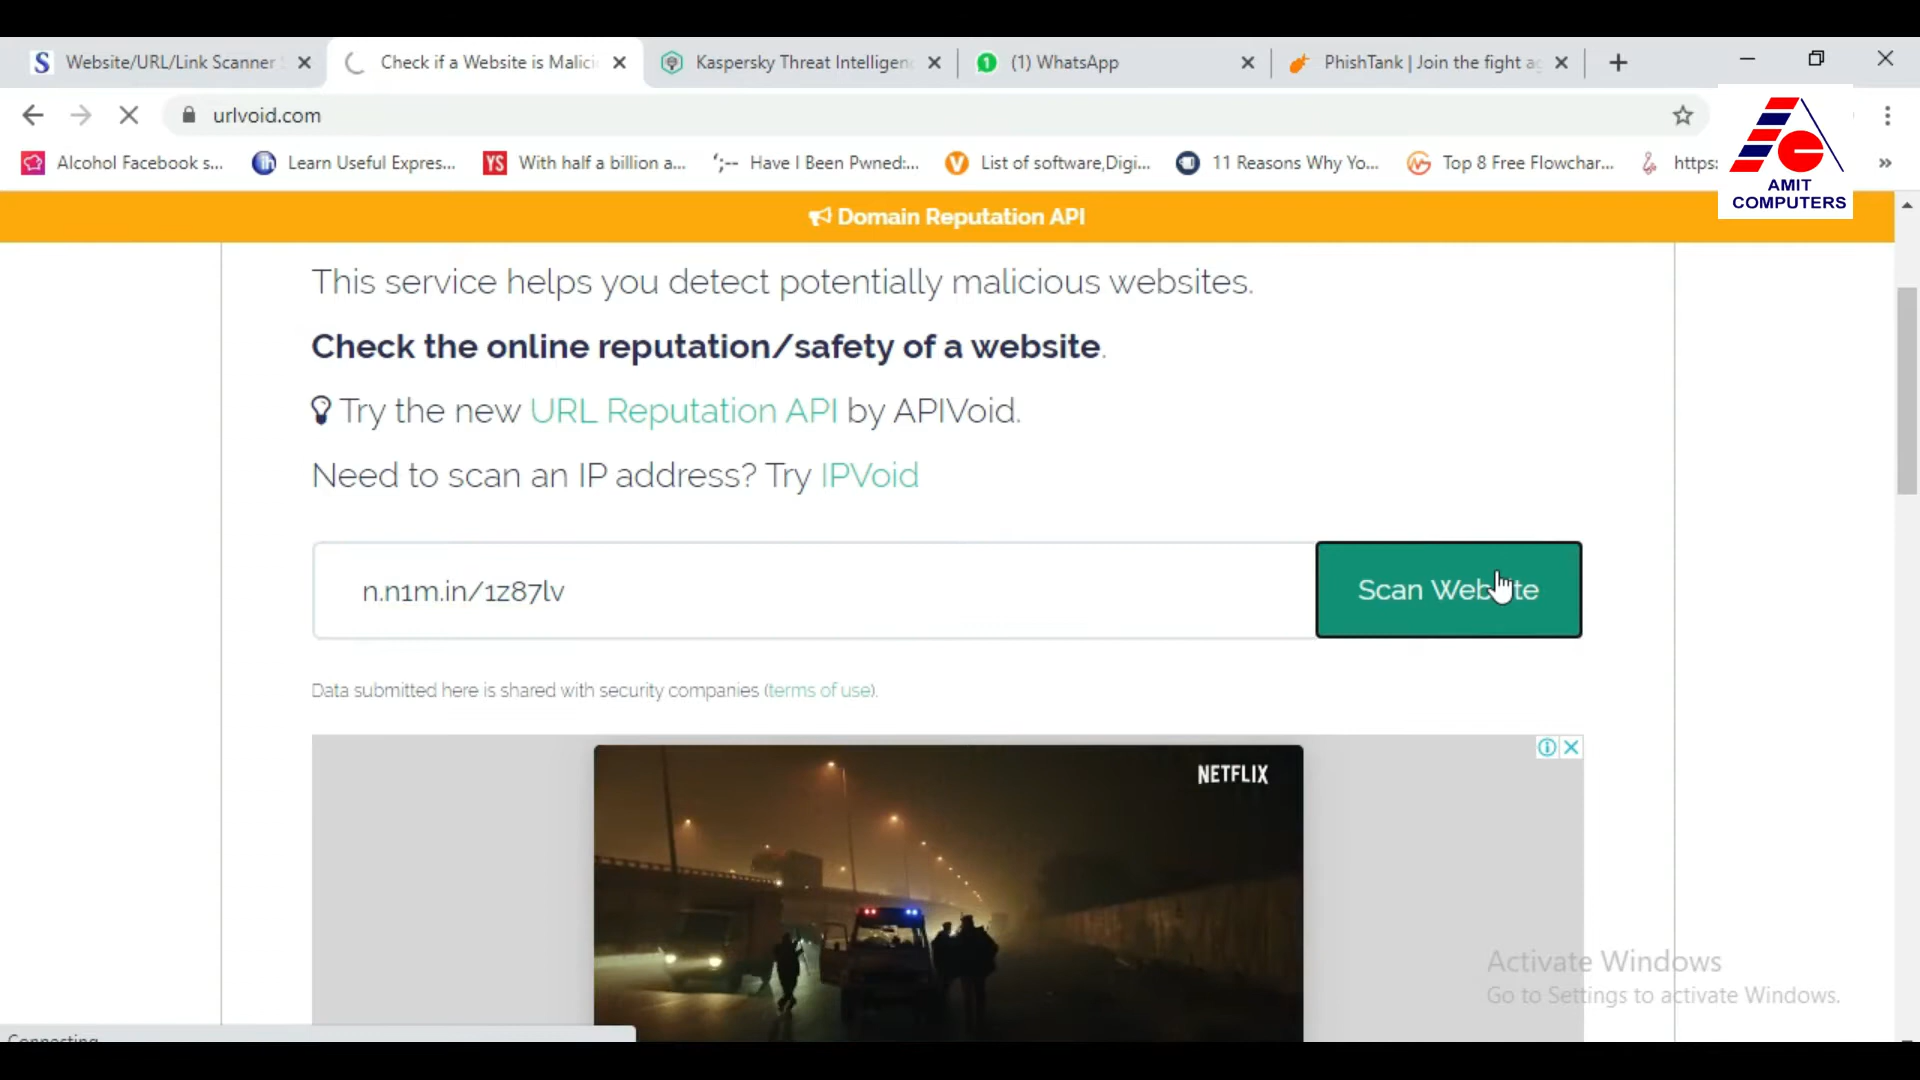 S Website/URL/Link Scanner
Check if a Website is Malici
Kaspersky Threat Intelligen
1 (1) WhatsApp
PhishTank | Join the fight a
urlvoid.com
Alcohol Facebook s...
ih Learn Useful Expres...
YS With half a billion a...
';-- Have I Been Pwned:...
V List of software,Digi...
11 Reasons Why Yo...
Top 8 Free Flowchar...
https:
»
AMIT
COMPUTERS
Domain Reputation API
This service helps you detect potentially malicious websites.
Check the online reputation/safety of a website.
Try the new URL Reputation API by APIVoid.
Need to scan an IP address? Try IPVoid
n.n1m.in/1z87lv
Scan Website
Data submitted here is shared with security companies (terms of use).
NETFLIX
Activate Windows
Go to Settings to activate Windows.
Connecting